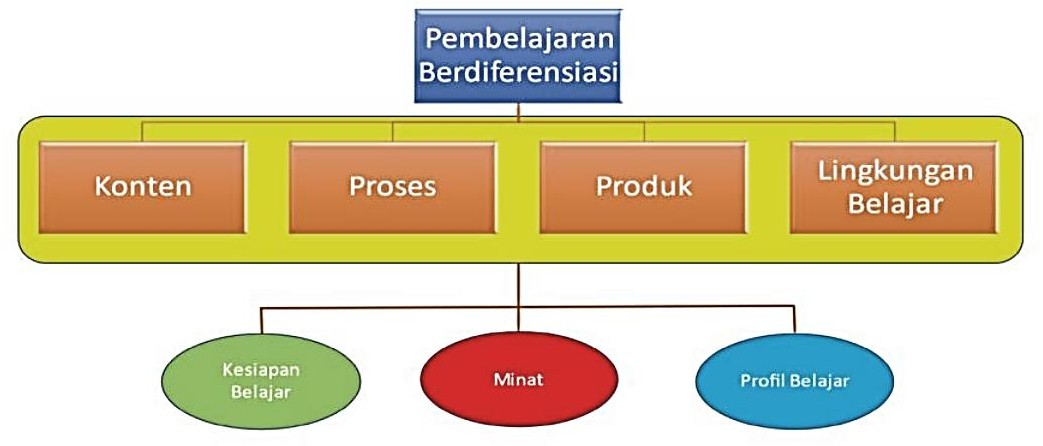 Pembelajaran
Berdiferensiasi
Konten
Proses
Produk
Lingkungan
Belajar
Kesiapan
Belajar
Minat
Profil Belajar